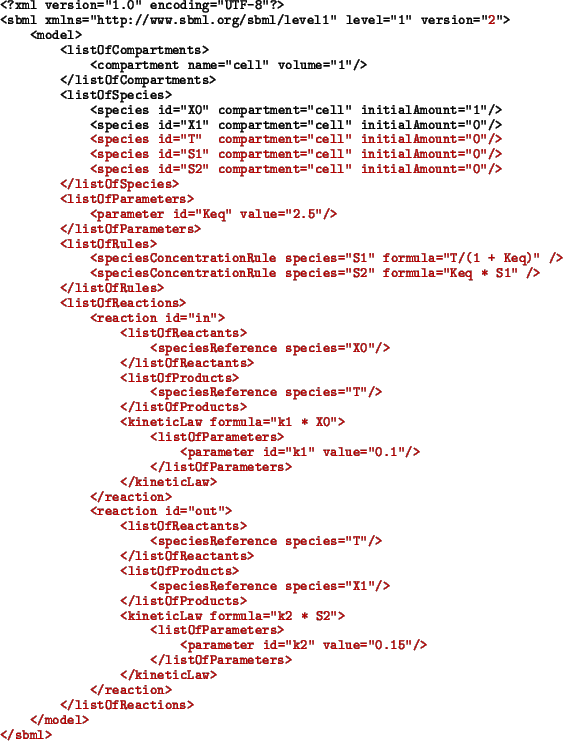 <?xml version="1.0" encoding="UTF-8"?>
<sbml xmlns="http://www.sbml.org/sbml/level1" level="1" version="2">
    <model>
        <listOfCompartments>
            <compartment name="cell" volume="1"/>
        </listOfCompartments>
        <listOfSpecies>
            <species id="X0" compartment="cell" initialAmount="1"/>
            <species id="X1" compartment="cell" initialAmount="0"/>
            <species id="T"  compartment="cell" initialAmount="0"/>
            <species id="S1" compartment="cell" initialAmount="0"/>
            <species id="S2" compartment="cell" initialAmount="0"/>
        </listOfSpecies>
        <listOfParameters>
            <parameter id="Keq" value="2.5"/>
        </listOfParameters>
        <listOfRules>
            <speciesConcentrationRule species="S1" formula="T/(1 + Keq)" />
            <speciesConcentrationRule species="S2" formula="Keq * S1" />
        </listOfRules>
        <listOfReactions>
            <reaction id="in">
                <listOfReactants>
                    <speciesReference species="X0"/>
                </listOfReactants>
                <listOfProducts>
                    <speciesReference species="T"/>
                </listOfProducts>
                <kineticLaw formula="k1 * X0">
                    <listOfParameters>
                        <parameter id="k1" value="0.1"/>
                    </listOfParameters>
                </kineticLaw>
            </reaction>
            <reaction id="out">
                <listOfReactants>
                    <speciesReference species="T"/>
                </listOfReactants>
                <listOfProducts>
                    <speciesReference species="X1"/>
                </listOfProducts>
                <kineticLaw formula="k2 * S2">
                    <listOfParameters>
                        <parameter id="k2" value="0.15"/>
                    </listOfParameters>
                </kineticLaw>
            </reaction>
        </listOfReactions>
    </model>
</sbml>